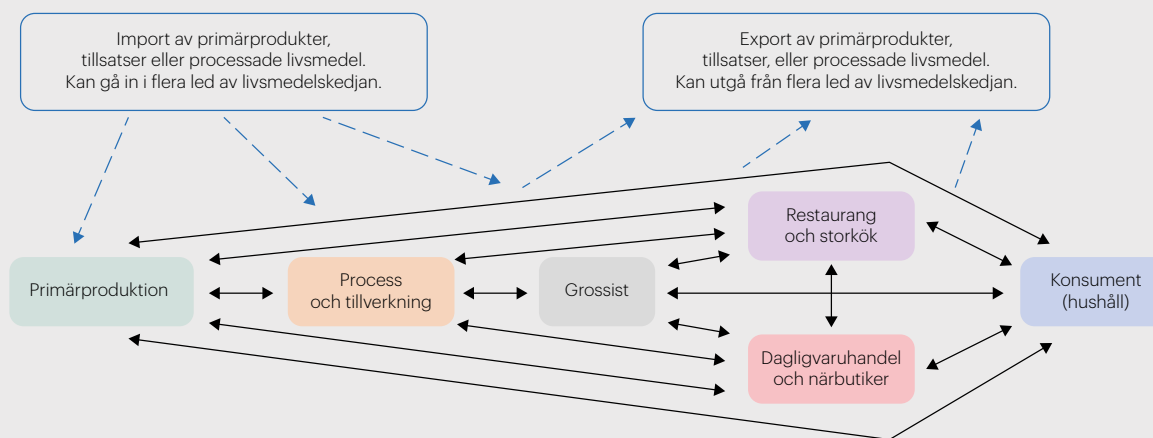 Import av primärprodukter,
tillsatser eller processade livsmedel.
Kan gå in i flera led av livsmedelskedjan.
Export av primärprodukter,
tillsatser, eller processade livsmedel.
Kan utgå från flera led av livsmedelskedjan.
Primärproduktion
Process
och tillverkning
Grossist
Restaurang
och storkök
Dagligvaruhandel
och närbutiker
Konsument
(hushåll)